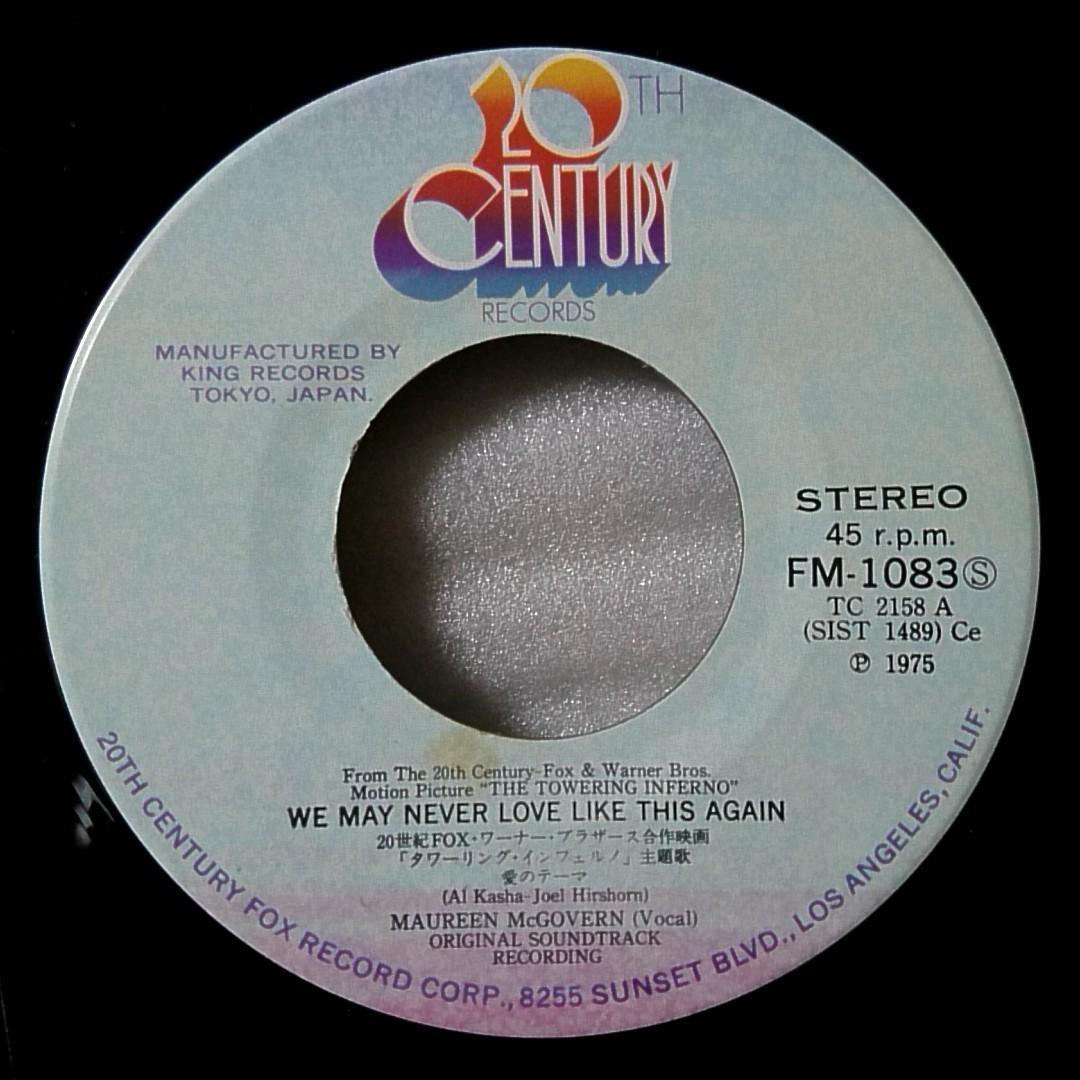 20TH
CENTURY
RECORDS
MANUFACTURED BY
KING RECORDS
TOKYO, JAPAN.
STEREO
45 r.p.m.
FM-1083Ⓢ
TC 2158 A
(SIST 1489) Ce
℗ 1975
From The 20th Century-Fox & Warner Bros.
Motion Picture "THE TOWERING INFERNO"
WE MAY NEVER LOVE LIKE THIS AGAIN
20世紀FOX・ワーナー・ブラザース合作映画
「タワーリング・インフェルノ」主題歌
愛のテーマ
(Al Kasha-Joel Hirshorn)
MAUREEN McGOVERN (Vocal)
ORIGINAL SOUNDTRACK
RECORDING
20TH CENTURY FOX RECORD CORP., 8255 SUNSET BLVD., LOS ANGELES, CALIF.